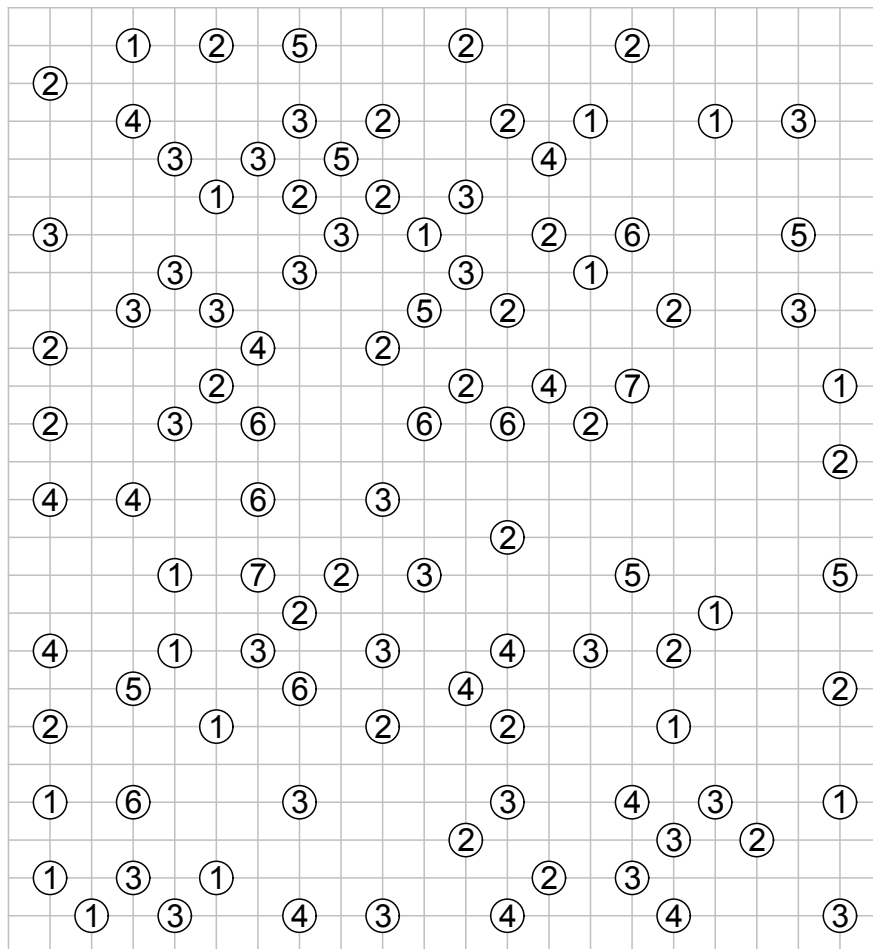 1 2 5 2 2
2
4 3 2 2 1 1 3
3 3 5 4
1 2 2 3
3 3 1 2 6 5
3 3 3 1
3 3 5 2 2 3
2 4 2
2 2 4 7 1
2 3 6 6 6 2
2
4 4 6 3
2
1 7 2 3 5 5
2 1
4 1 3 3 4 3 2
5 6 4 2
2 1 2 2 1
1 6 3 3 4 3 1
2 3 2
1 3 1 2 3
1 3 4 3 4 4 3